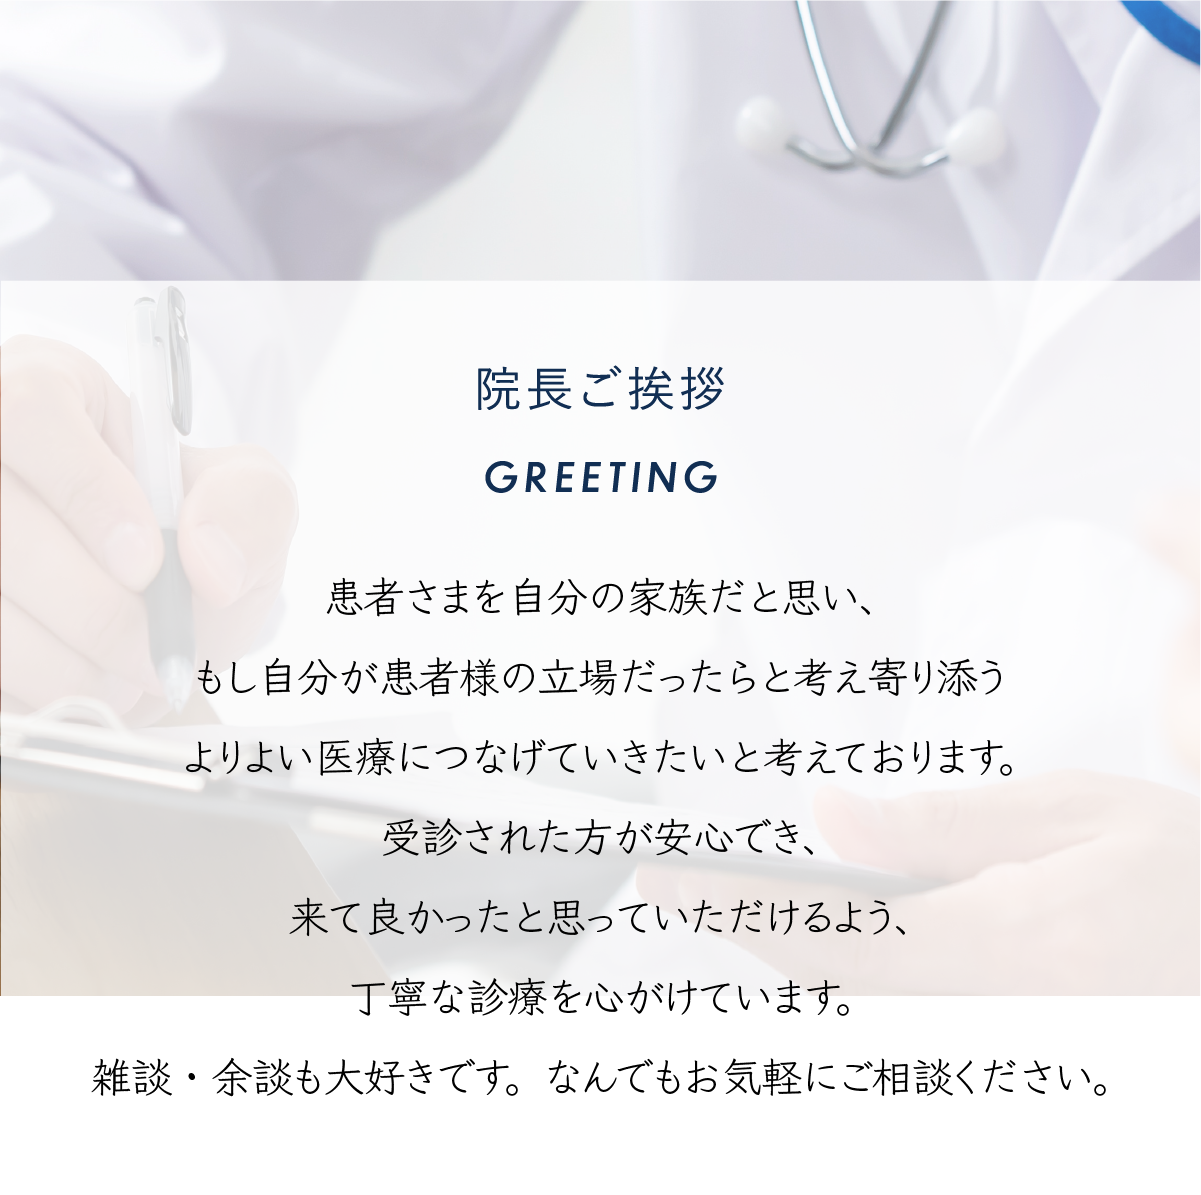 院長ご挨拶
GREETING
患者さまを自分の家族だと思い、
もし自分が患者様の立場だったらと考え寄り添う
よりよい医療につなげていきたいと考えております。
受診された方が安心でき、
来て良かったと思っていただけるよう、
丁寧な診療を心がけています。
雑談・余談も大好きです。なんでもお気軽にご相談ください。